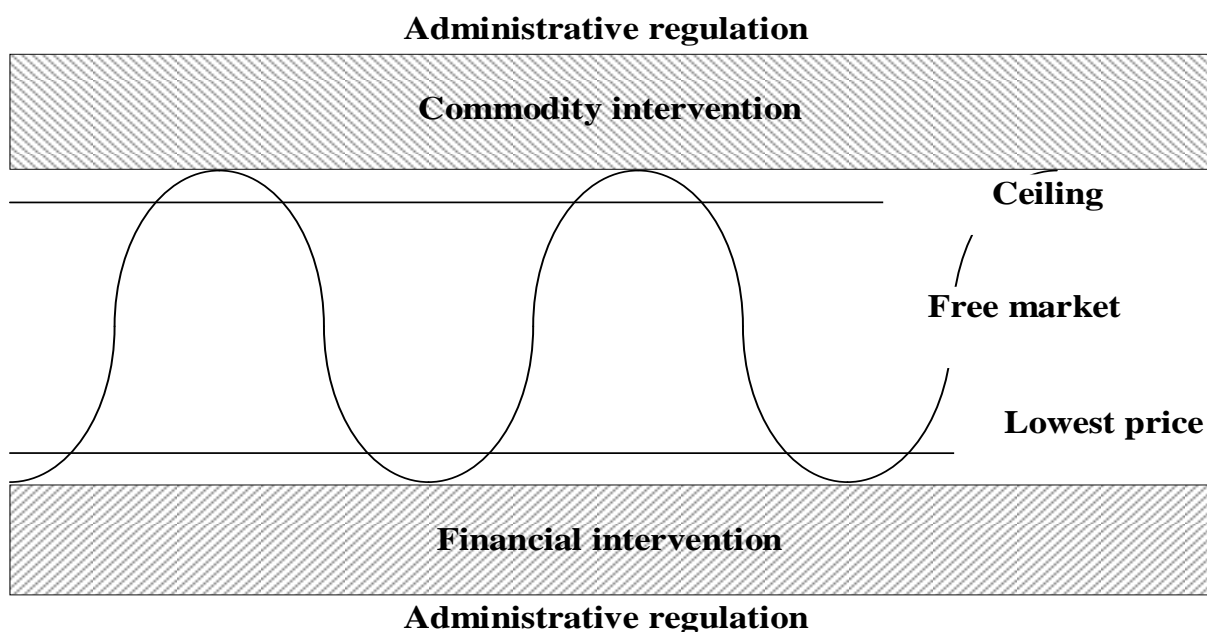 Administrative regulation
Commodity intervention
Ceiling
Free market
Lowest price
Financial intervention
Administrative regulation